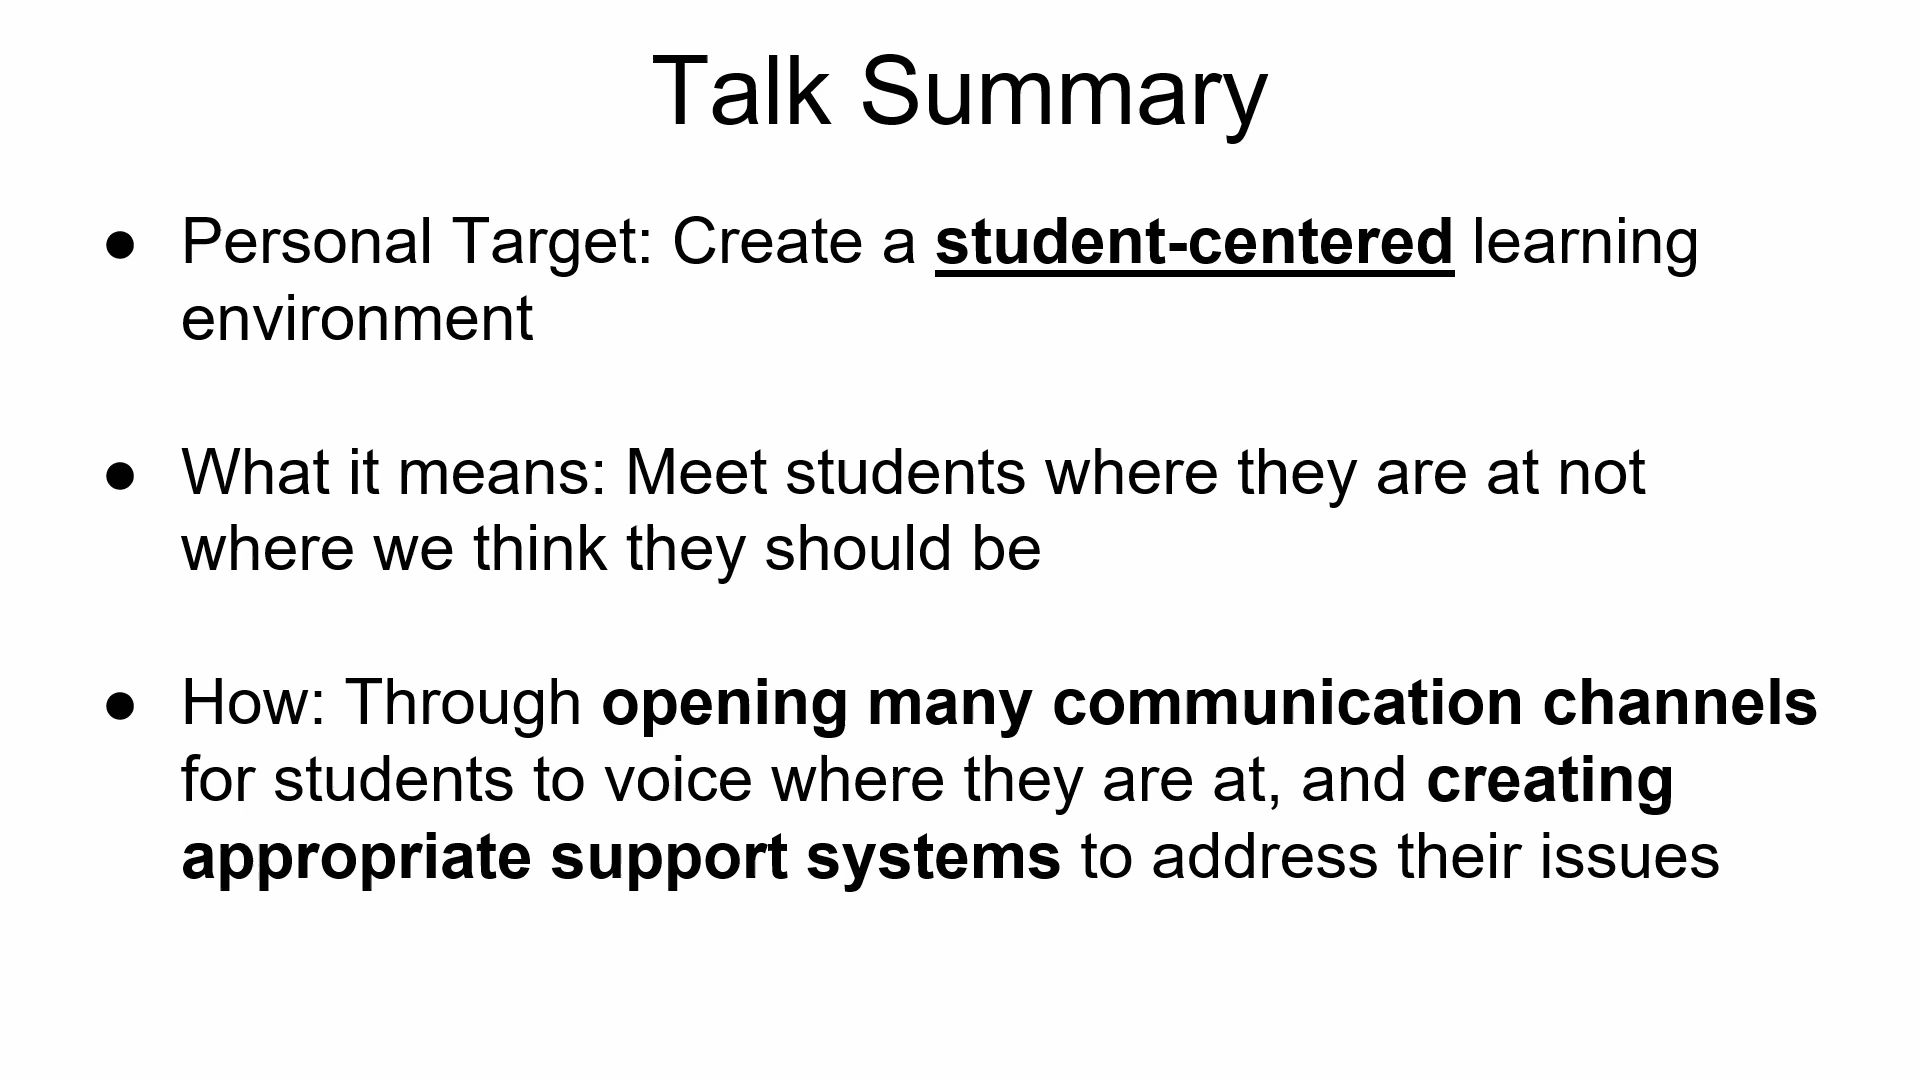 Talk Summary
● Personal Target: Create a student-centered learning
environment
● What it means: Meet students where they are at not
where we think they should be
● How: Through opening many communication channels
for students to voice where they are at, and creating
appropriate support systems to address their issues